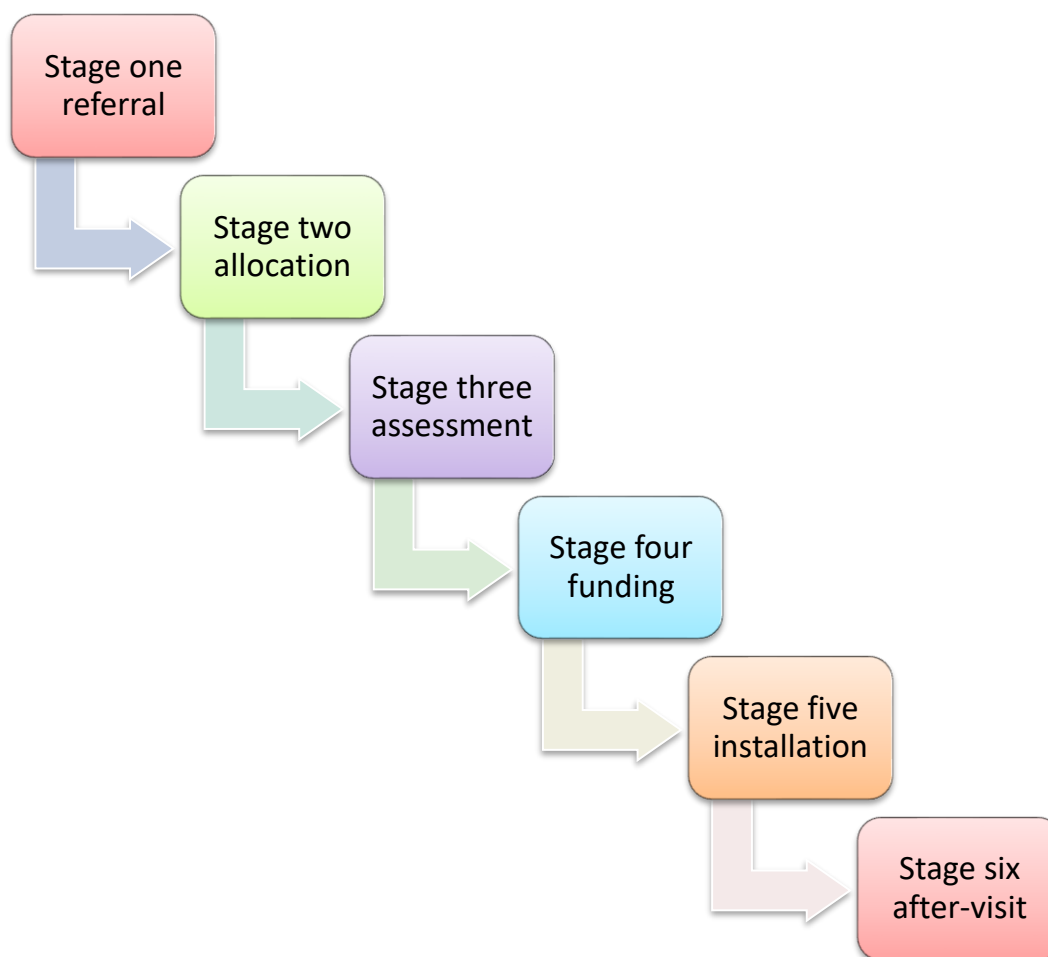 Stage one
referral
Stage two
allocation
Stage three
assessment
Stage four
funding
Stage five
installation
Stage six
after-visit